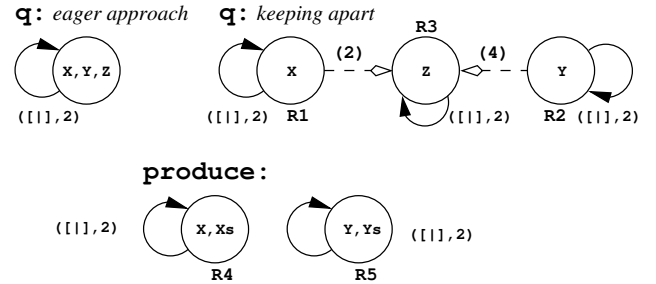 q: eager approach
q: keeping apart
R3
X,Y,Z
X
(2)
Z
(4)
Y
([|],2)
([|],2)
R1
([|],2)
R2
([|],2)
produce:
([|],2)
X,Xs
Y,Ys
([|],2)
R4
R5